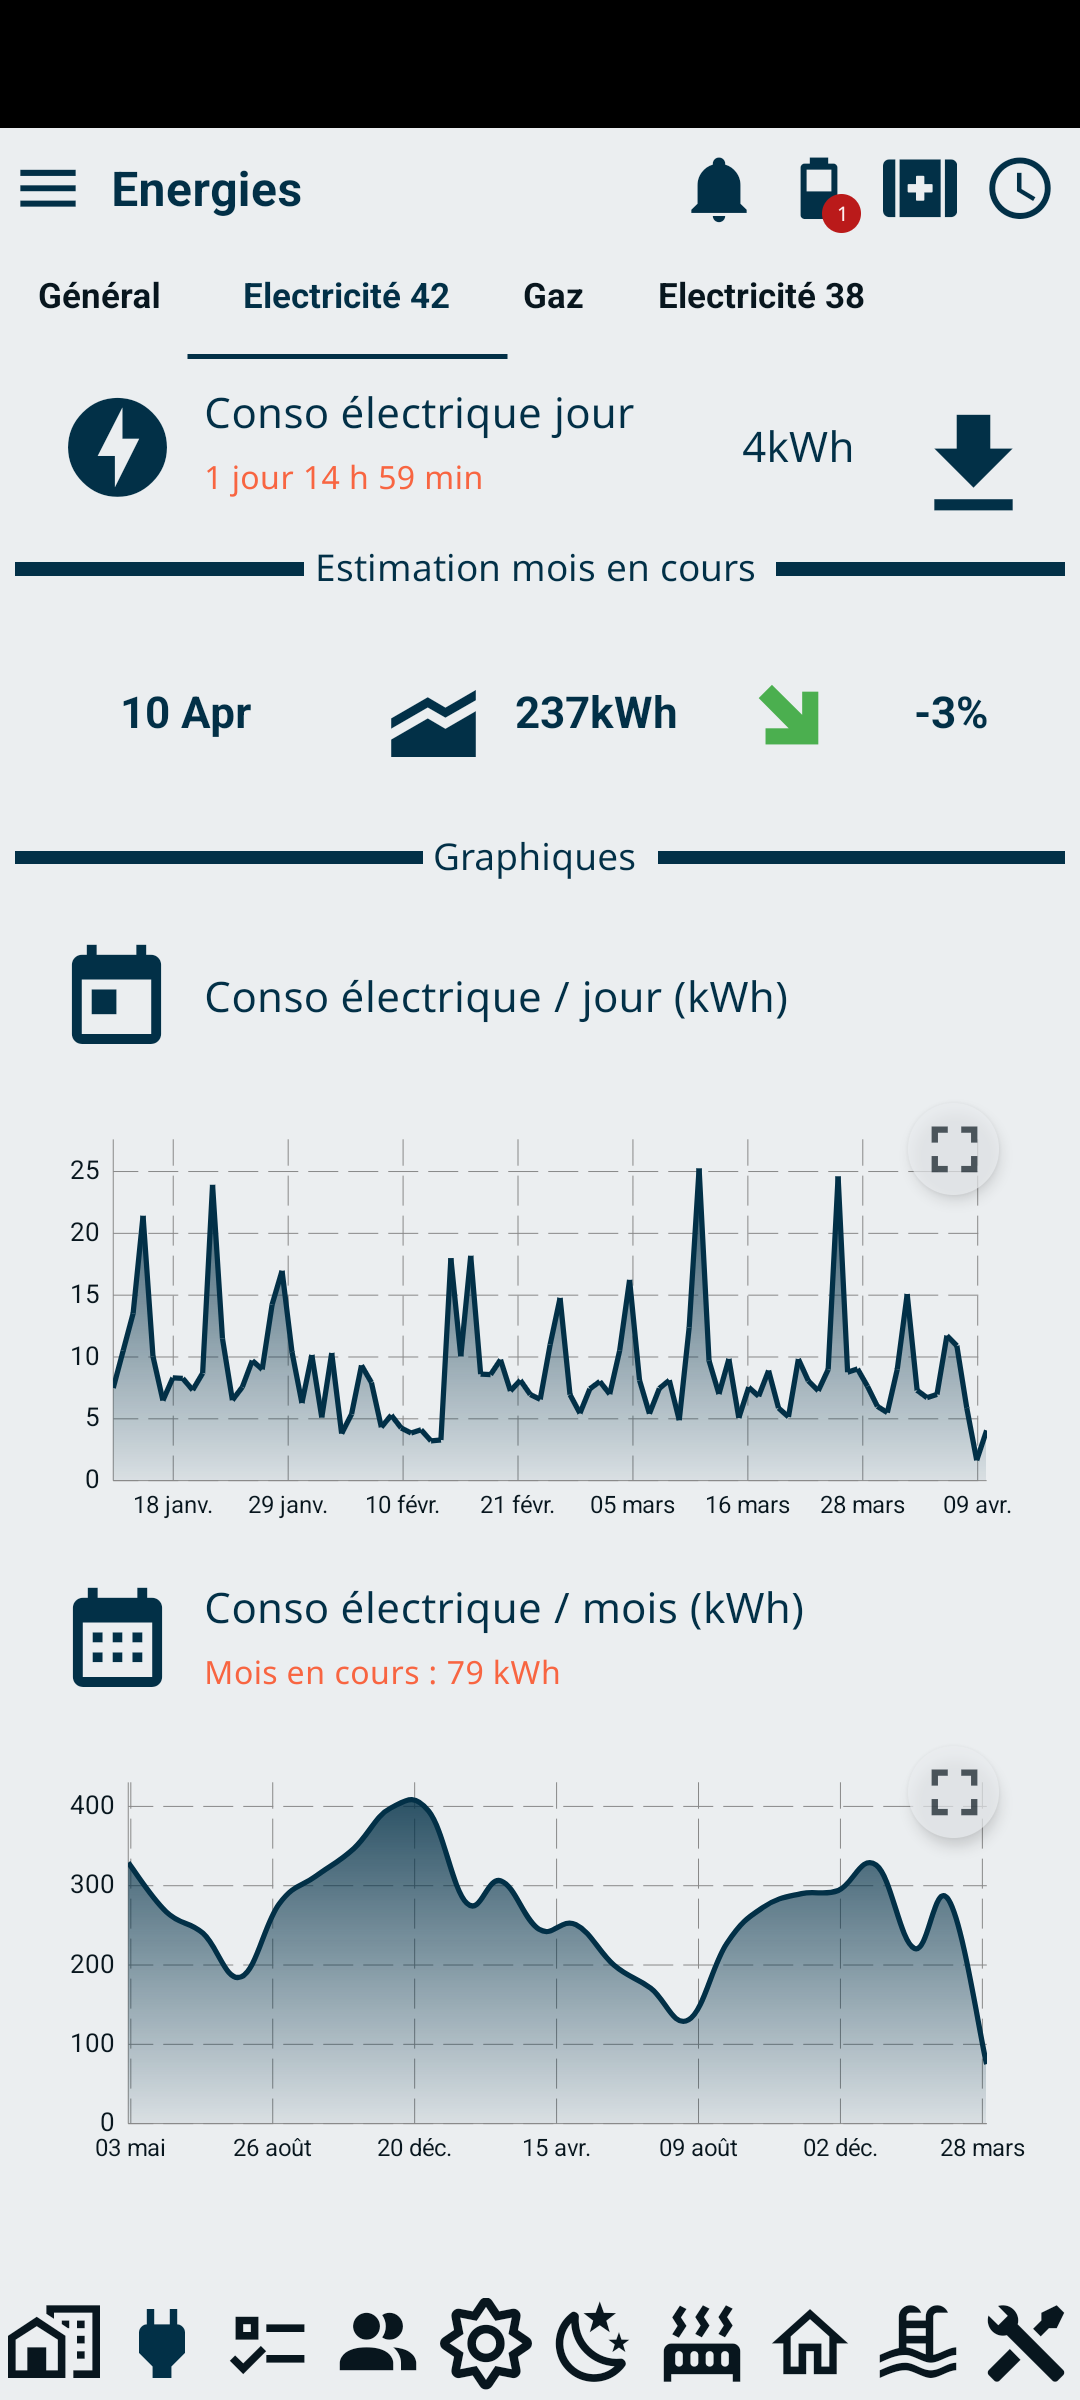 Energies
1
Général Electricité 42 Gaz Electricité 38
Conso électrique jour
1 jour 14 h 59 min
4kWh
Estimation mois en cours
10 Apr 237kWh -3%
Graphiques
Conso électrique / jour (kWh)
25
20
15
10
5
0
18 janv. 29 janv. 10 févr. 21 févr. 05 mars 16 mars 28 mars 09 avr.
Conso électrique / mois (kWh)
Mois en cours : 79 kWh
400
300
200
100
0
03 mai 26 août 20 déc. 15 avr. 09 août 02 déc. 28 mars